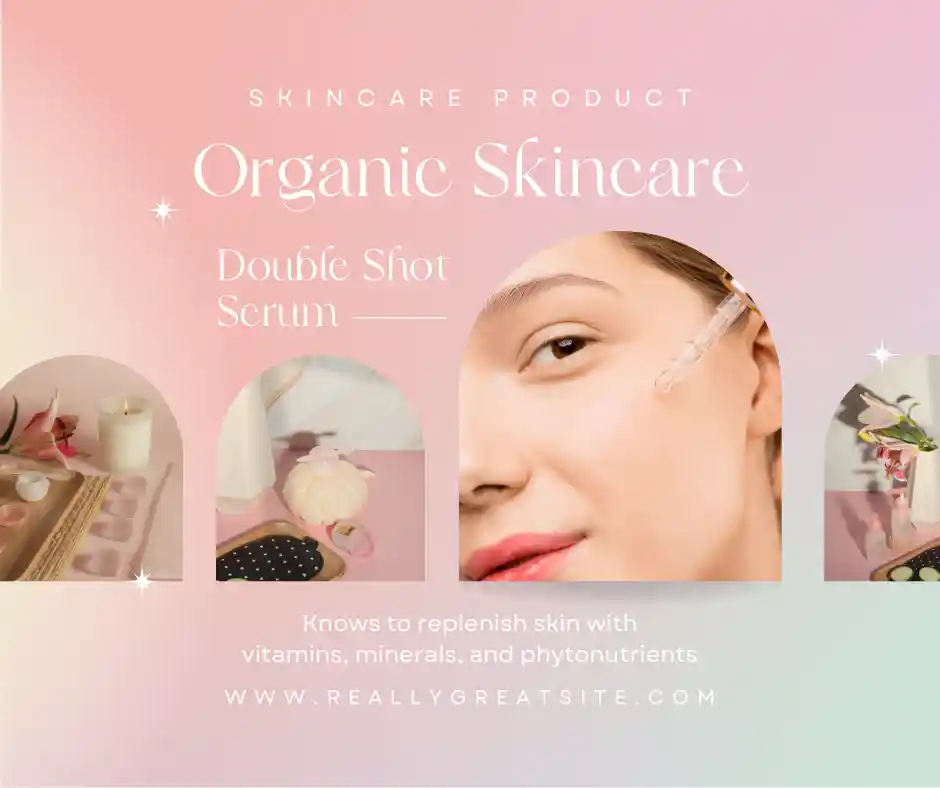 SKINCARE PRODUCT
Organic Skincare
Double Shot
Serum
Knows to replenish skin with
vitamins, minerals, and phytonutrients
WWW.REALLYGREATSITE.COM